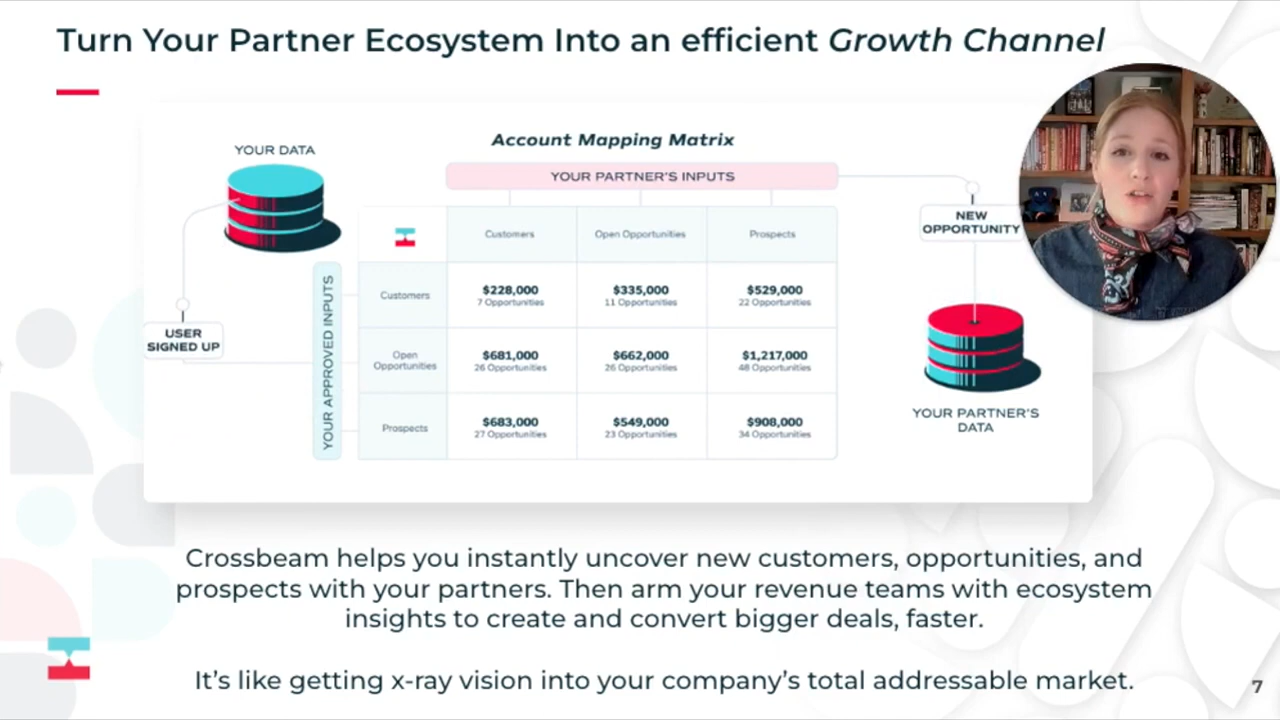 Turn Your Partner Ecosystem Into an efficient Growth Channel
Account Mapping Matrix
YOUR DATA
YOUR PARTNER'S INPUTS
NEW
OPPORTUNITY
Customers
Open Opportunities
Prospects
YOUR APPROVED INPUTS
Customers
$228,000
7 Opportunities
$335,000
11 Opportunities
$529,000
22 Opportunities
USER
SIGNED UP
Open
Opportunities
$681,000
26 Opportunities
$662,000
26 Opportunities
$1,217,000
48 Opportunities
Prospects
$683,000
27 Opportunities
$549,000
23 Opportunities
$908,000
34 Opportunities
YOUR PARTNER'S
DATA
Crossbeam helps you instantly uncover new customers, opportunities, and
prospects with your partners. Then arm your revenue teams with ecosystem
insights to create and convert bigger deals, faster.
It's like getting x-ray vision into your company's total addressable market.
7